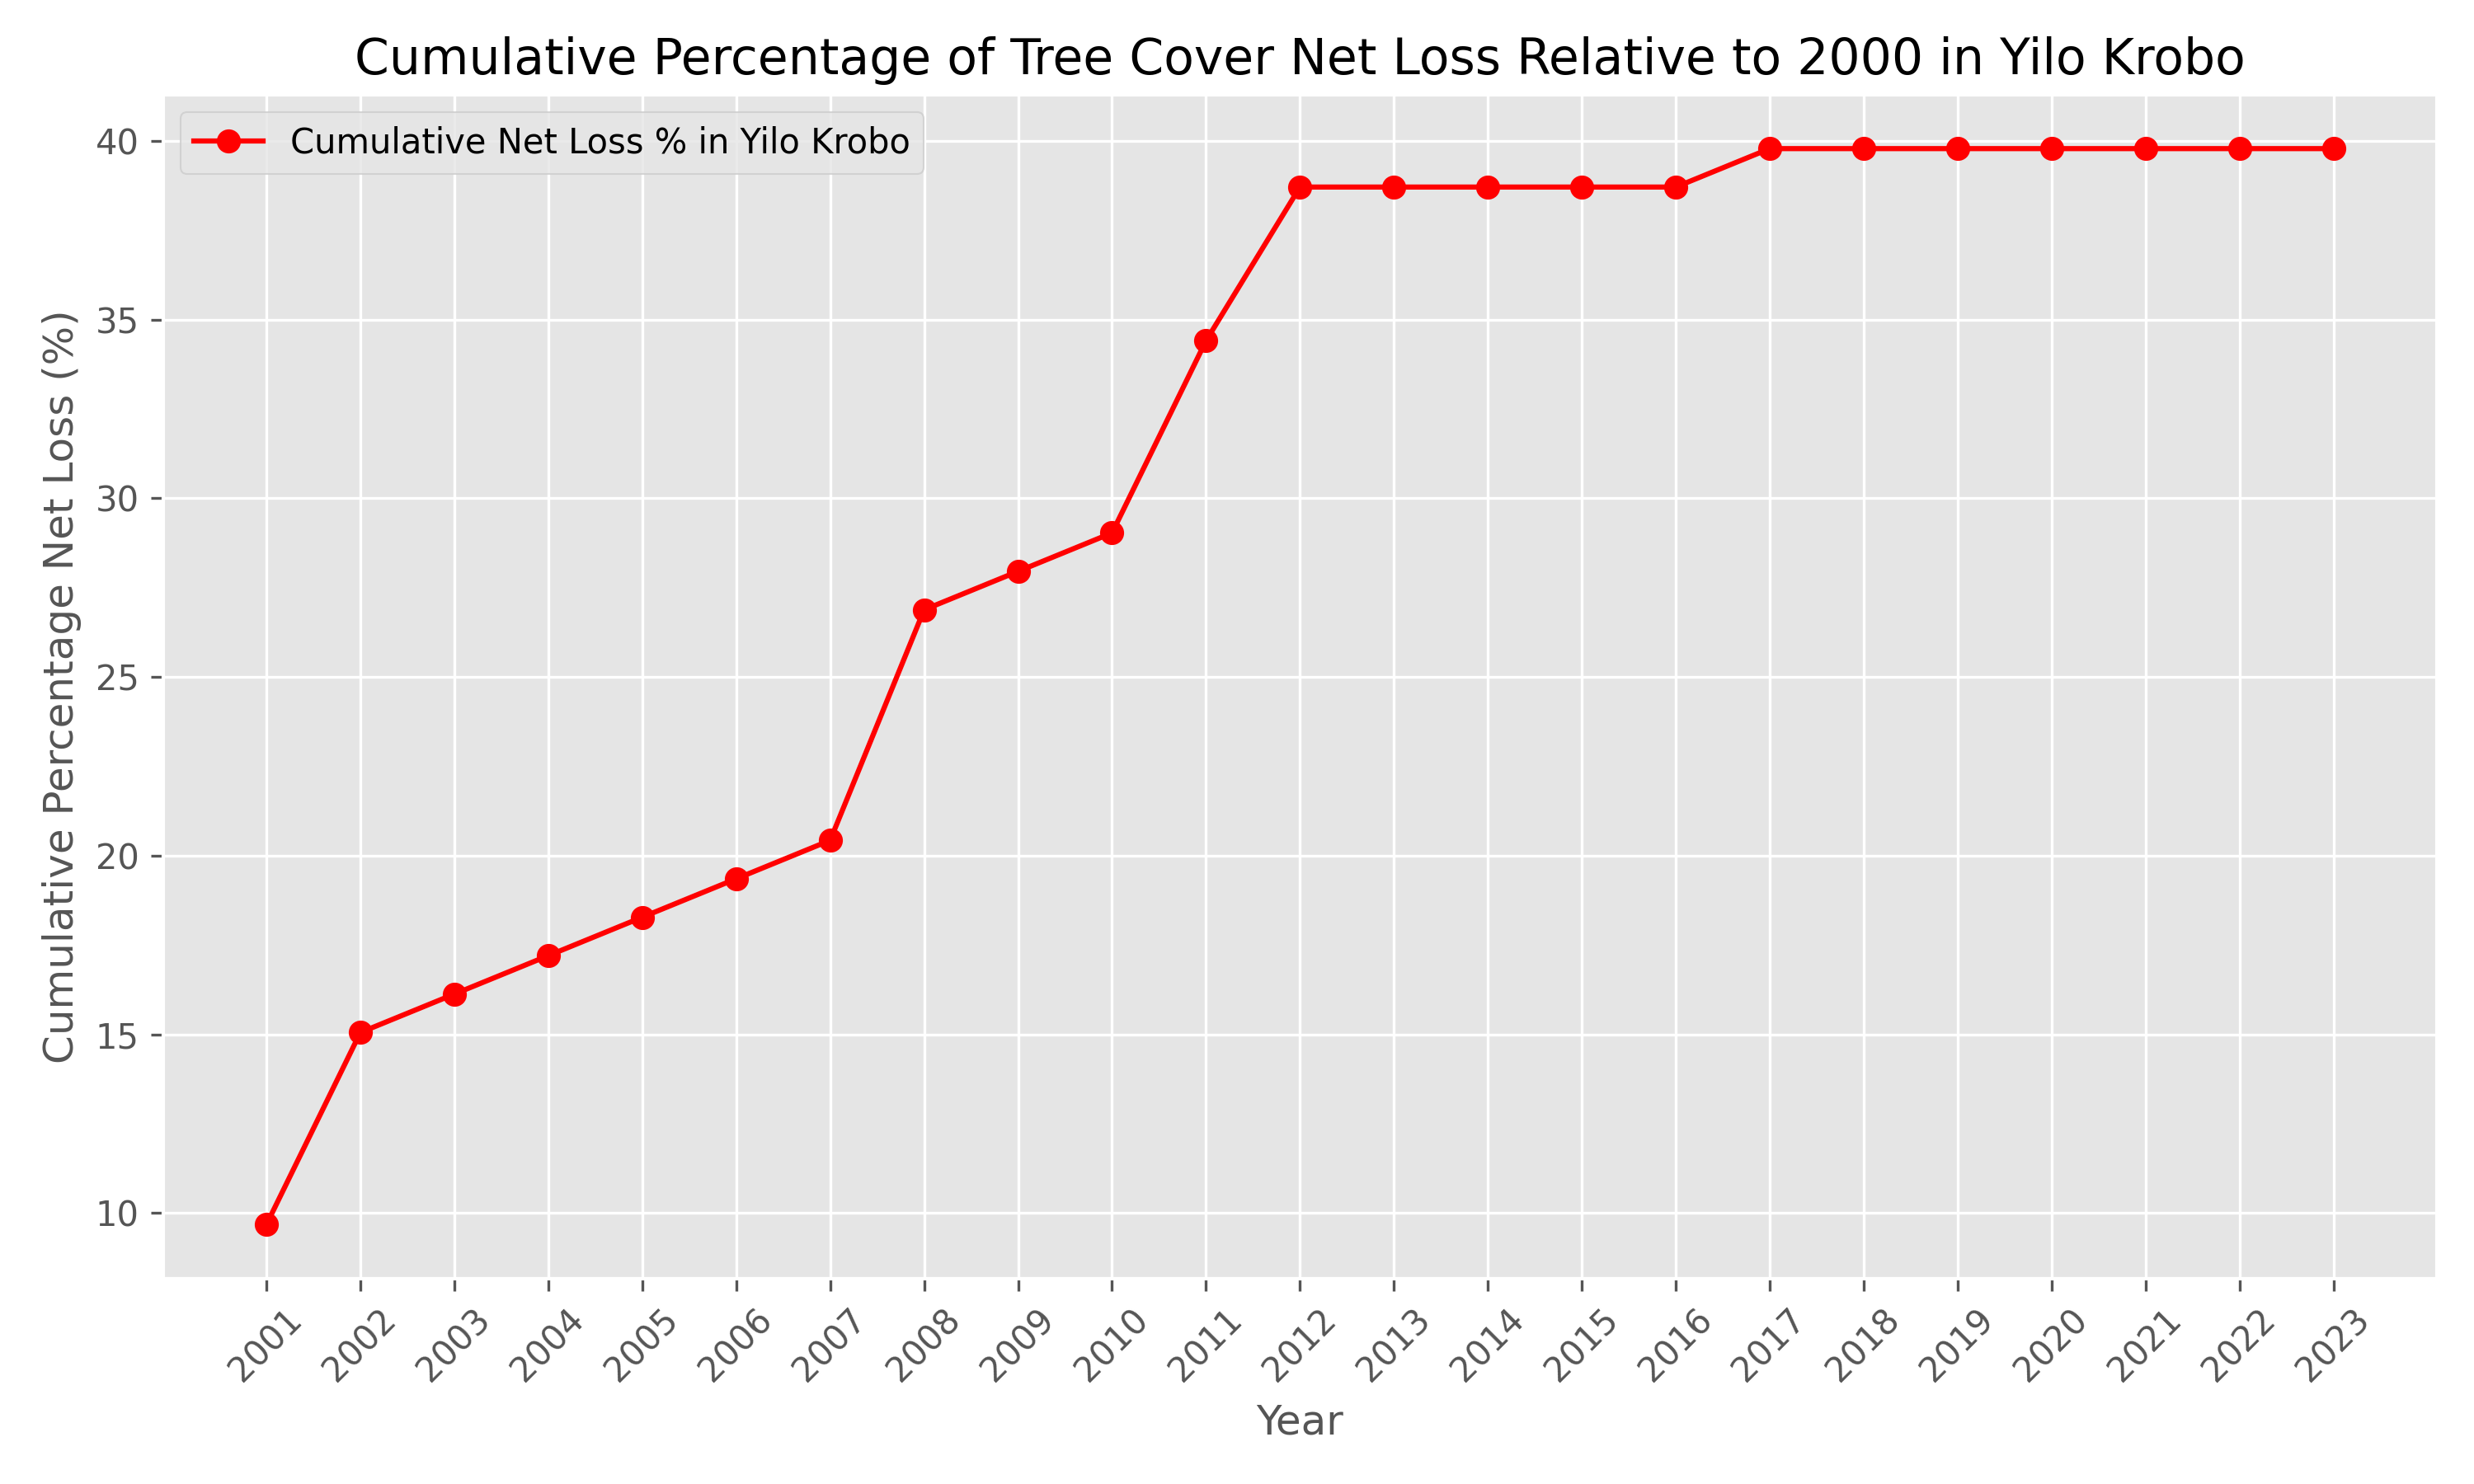 Cumulative Percentage of Tree Cover Net Loss Relative to 2000 in Yilo Krobo
Cumulative Net Loss % in Yilo Krobo
Cumulative Percentage Net Loss (%)
40
35
30
25
20
15
10
2001 2002 2003 2004 2005 2006 2007 2008 2009 2010 2011 2012 2013 2014 2015 2016 2017 2018 2019 2020 2021 2022 2023
Year